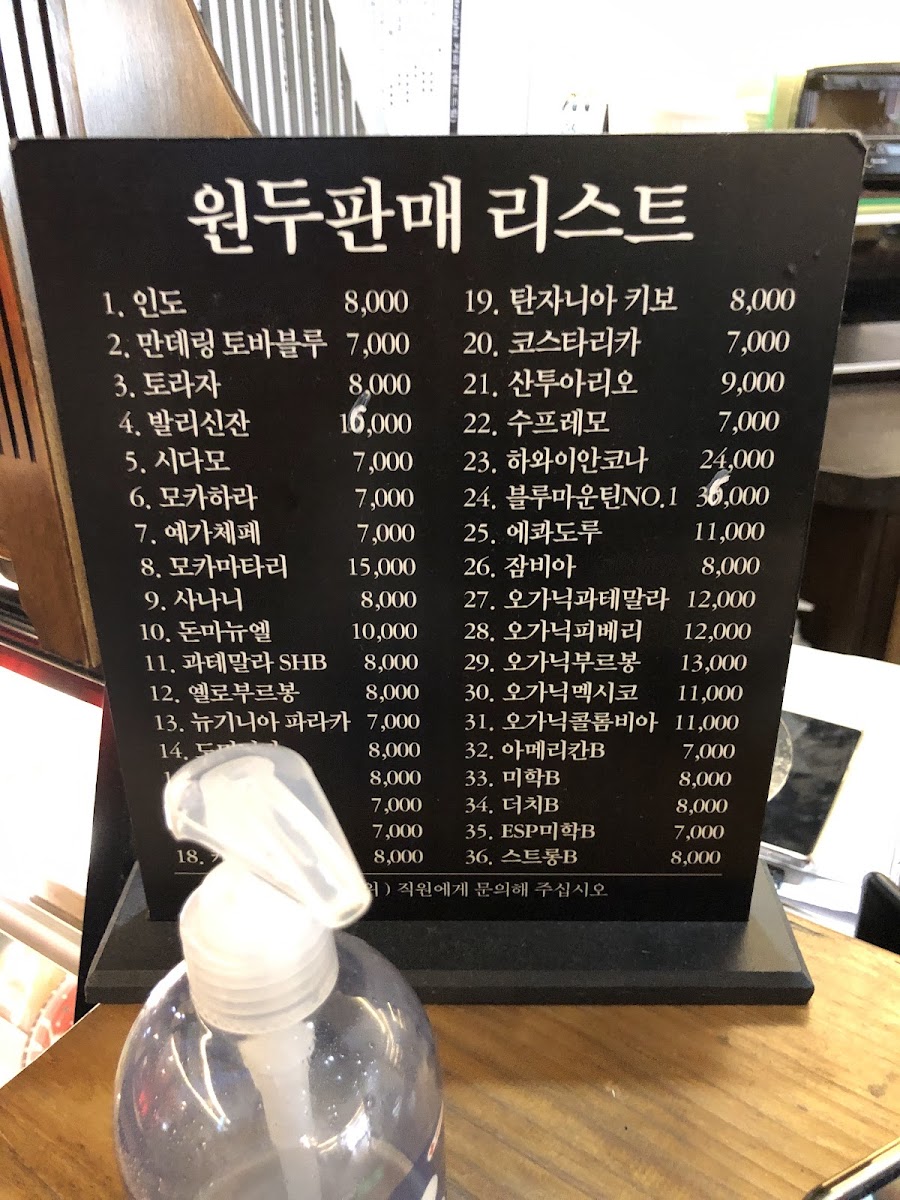 원두판매 리스트
1. 인도 8,000
2. 만데링 토바블루 7,000
3. 토라자 8,000
4. 발리신잔 16,000
5. 시다모 7,000
6. 모카하라 7,000
7. 예가체페 7,000
8. 모카마타리 15,000
9. 사나니 8,000
10. 돈마뉴엘 10,000
11. 과테말라 SHB 8,000
12. 옐로부르봉 8,000
13. 뉴기니아 파라카 7,000
14. 8,000
8,000
7,000
7,000
18. 8,000
19. 탄자니아 키보 8,000
20. 코스타리카 7,000
21. 산투아리오 9,000
22. 수프레모 7,000
23. 하와이안코나 24,000
24. 블루마운틴NO.1 36,000
25. 에콰도루 11,000
26. 잠비아 8,000
27. 오가닉과테말라 12,000
28. 오가닉피베리 12,000
29. 오가닉부르봉 13,000
30. 오가닉멕시코 11,000
31. 오가닉콜롬비아 11,000
32. 아메리칸B 7,000
33. 미학B 8,000
34. 더치B 8,000
35. ESP미학B 7,000
36. 스트롱B 8,000
) 직원에게 문의해 주십시오